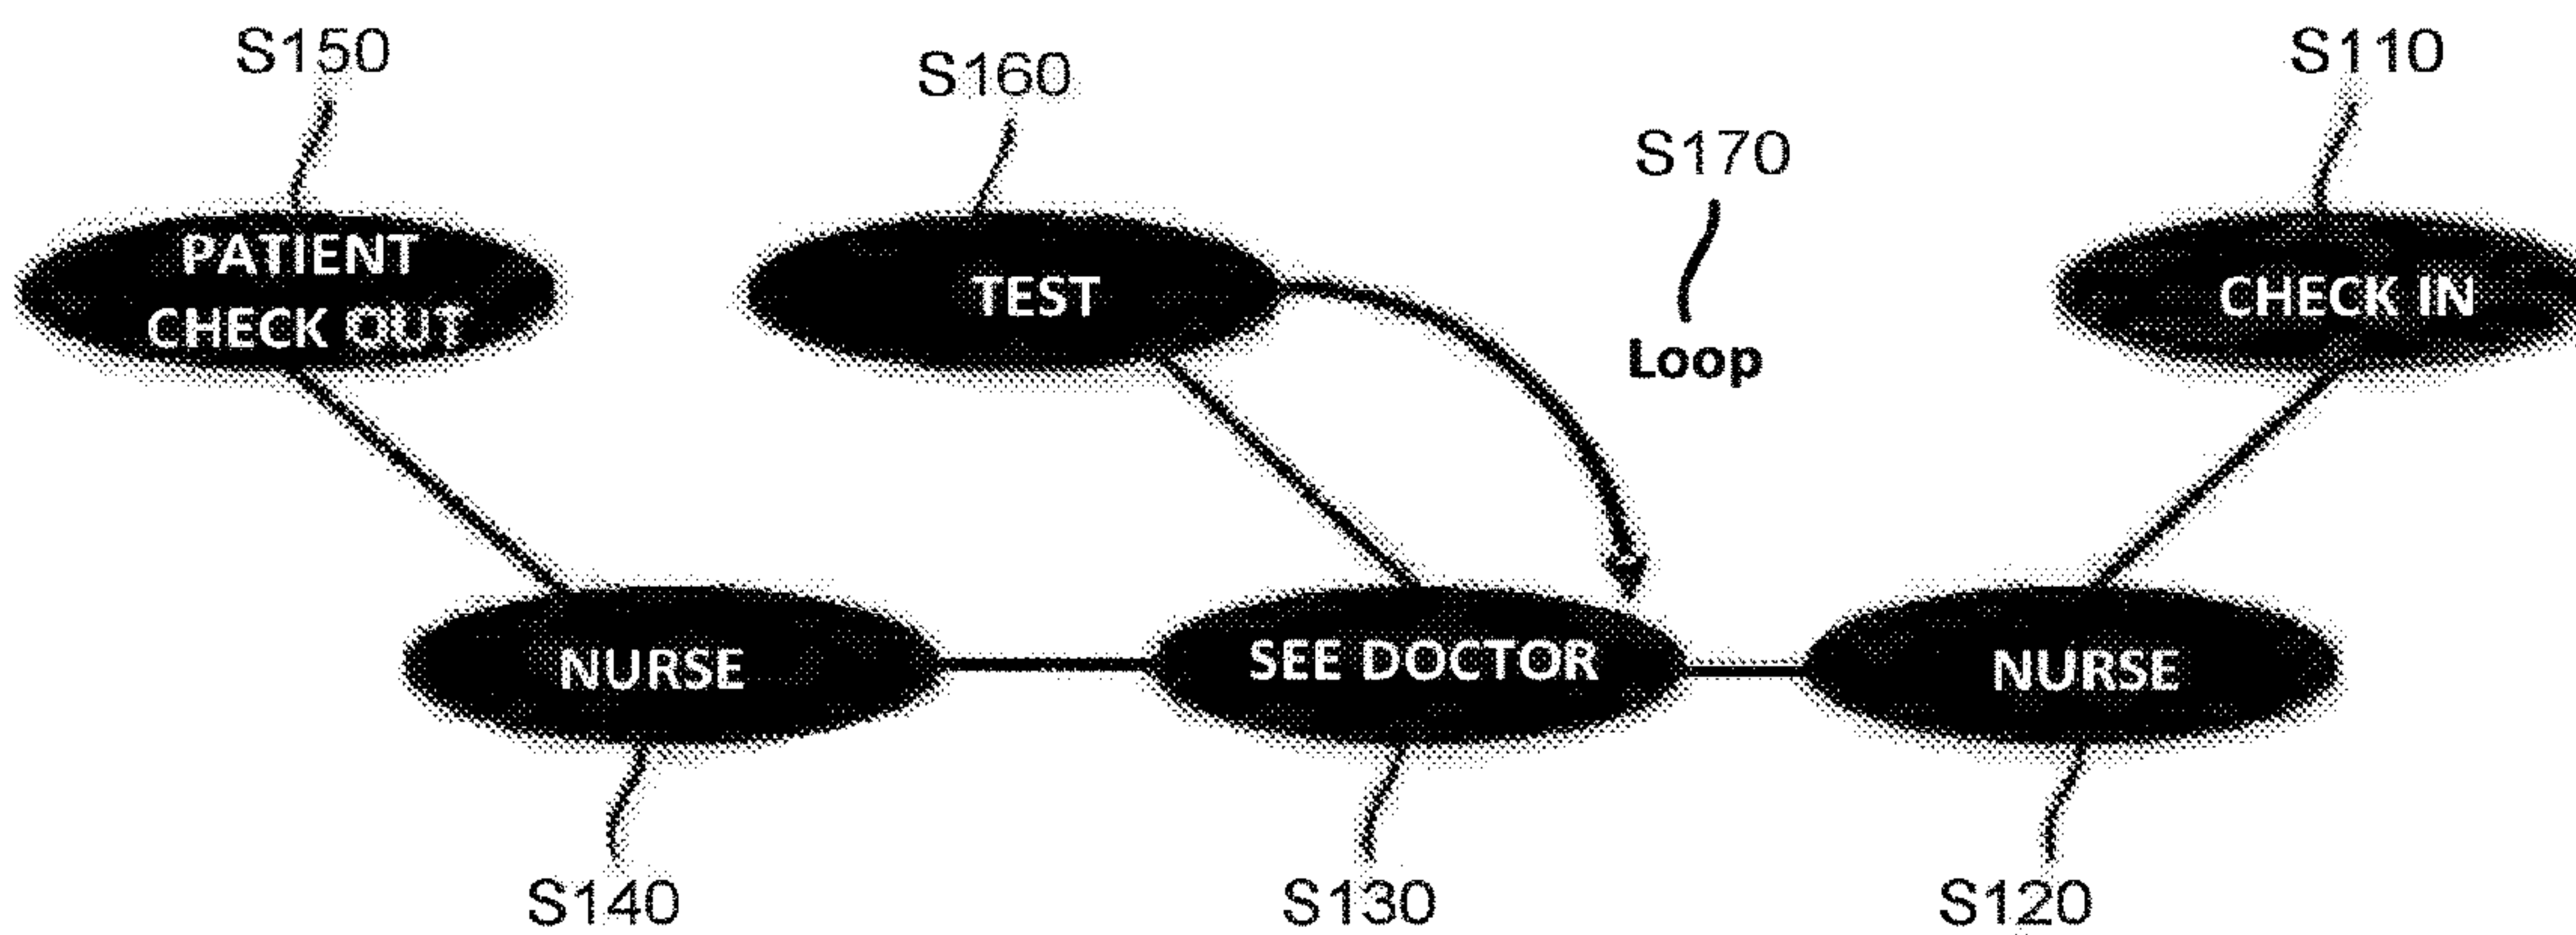 S150
S160
S110
S170
PATIENT
CHECK OUT
TEST
CHECK IN
Loop
NURSE
SEE DOCTOR
NURSE
S140
S130
S120